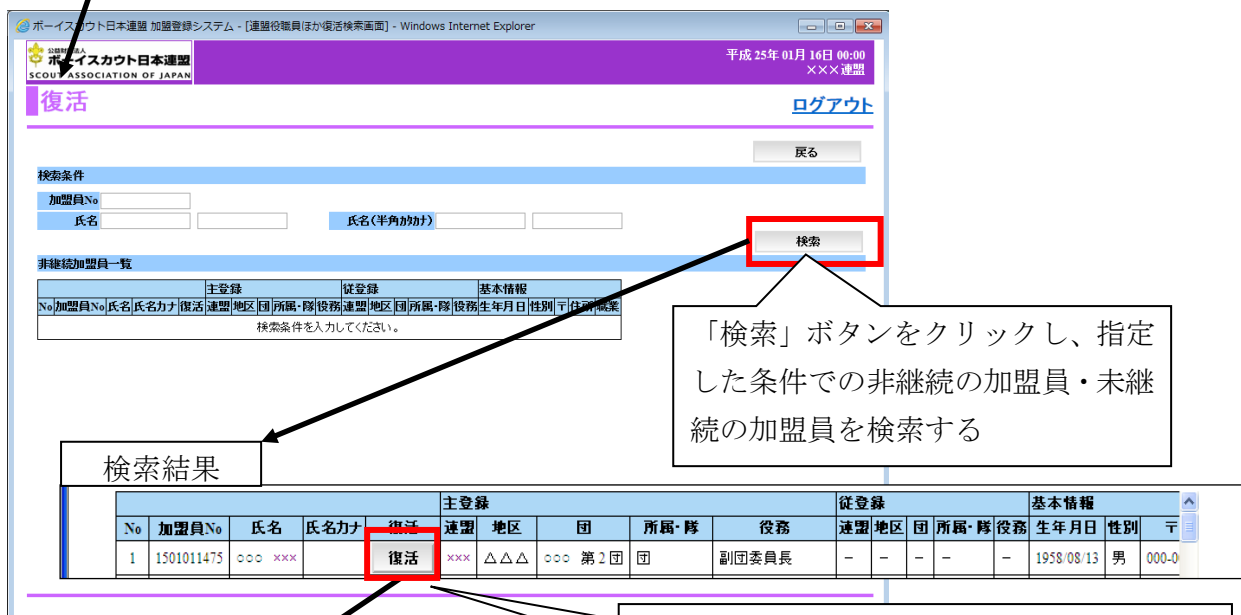 ボーイスカウト日本連盟 加盟登録システム - [連盟役職員ほか復活検索画面] - Windows Internet Explorer
公益財団法人
ボーイスカウト日本連盟
SCOUT ASSOCIATION OF JAPAN
平成 25年 01月 16日 00:00
×××連盟
復活
ログアウト
戻る
検索条件
加盟員No
氏名 氏名(半角カタカナ)
検索
非継続加盟員一覧
主登録 従登録 基本情報
No 加盟員No 氏名 氏名カナ 復活 連盟 地区 団 所属・隊 役務 連盟 地区 団 所属・隊 役務 生年月日 性別 〒 住所 職業
検索条件を入力してください。
「検索」ボタンをクリックし、指定
した条件での非継続の加盟員・未継
続の加盟員を検索する
検索結果
主登録 従登録 基本情報
No 加盟員No 氏名 氏名カナ 復活 連盟 地区 団 所属・隊 役務 連盟 地区 団 所属・隊 役務 生年月日 性別 〒
1 1501011475 ○○○ ××× 復活 ××× △△△ ○○○ 第2団 団 副団委員長 - - - - - 1958/08/13 男 000-0